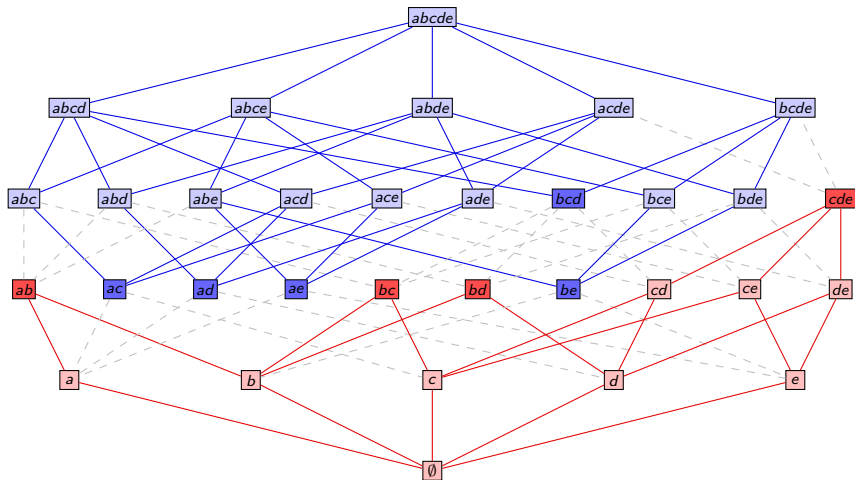 abcde
abcd abce abde acde bcde
abc abd abe acd ace ade bcd bce bde cde
ab ac ad ae bc bd be cd ce de
a b c d e
∅